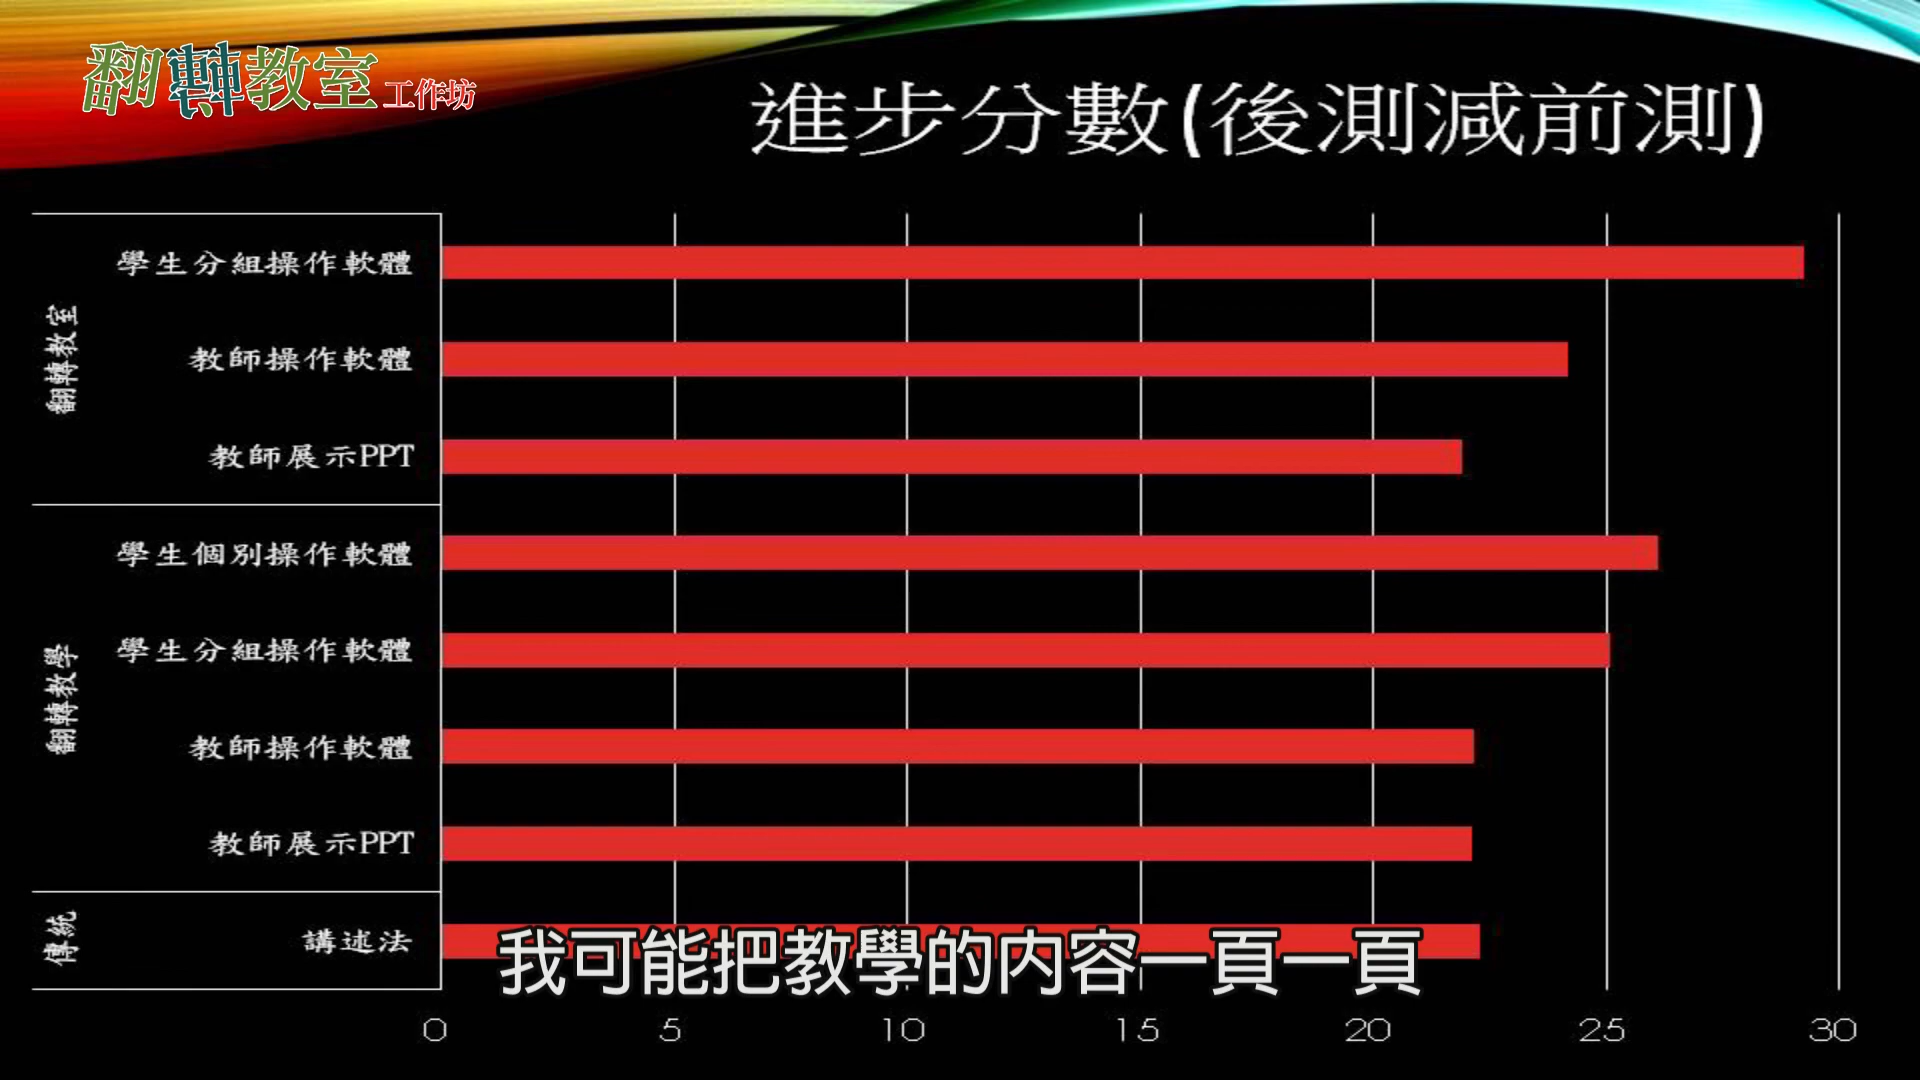 翻轉教室工作坊
進步分數(後測減前測)
翻轉教室
學生分組操作軟體
教師操作軟體
教師展示PPT
翻轉教學
學生個別操作軟體
學生分組操作軟體
教師操作軟體
教師展示PPT
傳統
講述法
我可能把教學的內容一頁一頁
0 5 10 15 20 25 30